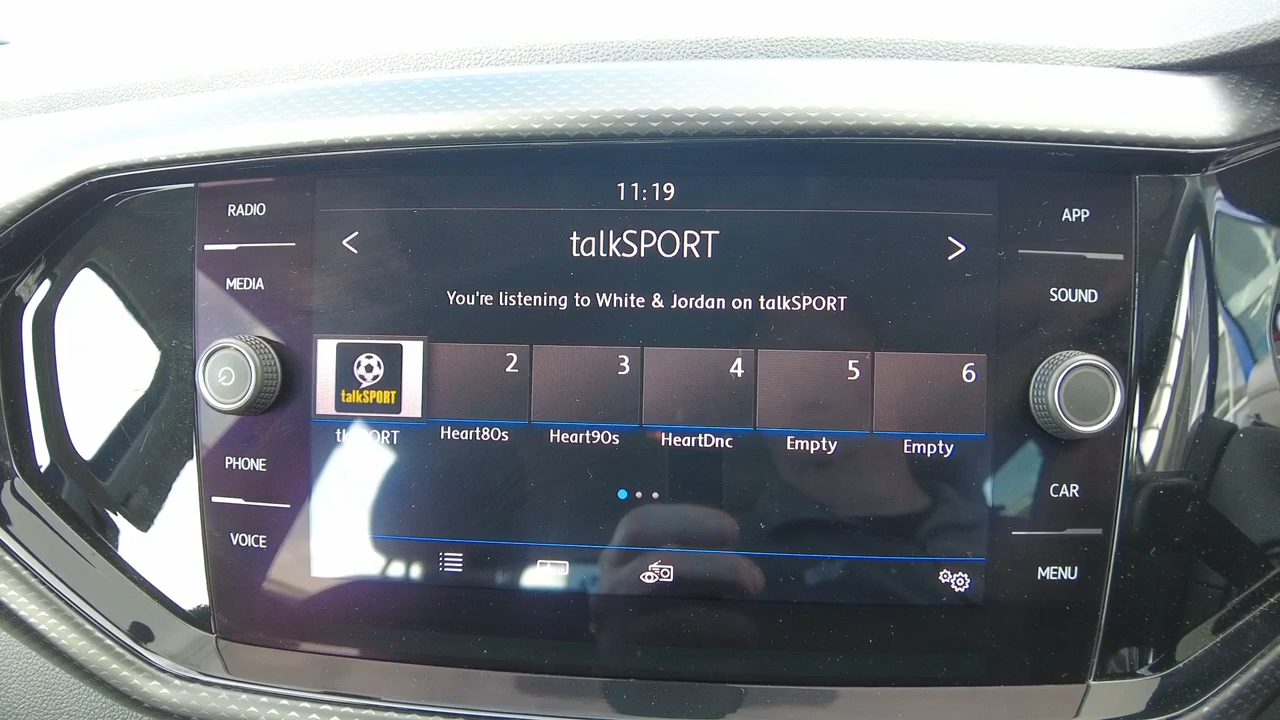 11:19
RADIO
APP
< talkSPORT >
MEDIA
SOUND
You're listening to White & Jordan on talkSPORT
talkSPORT
2
3
4
5
6
Heart80s
Heart90s
HeartDnc
Empty
Empty
PHONE
CAR
VOICE
MENU